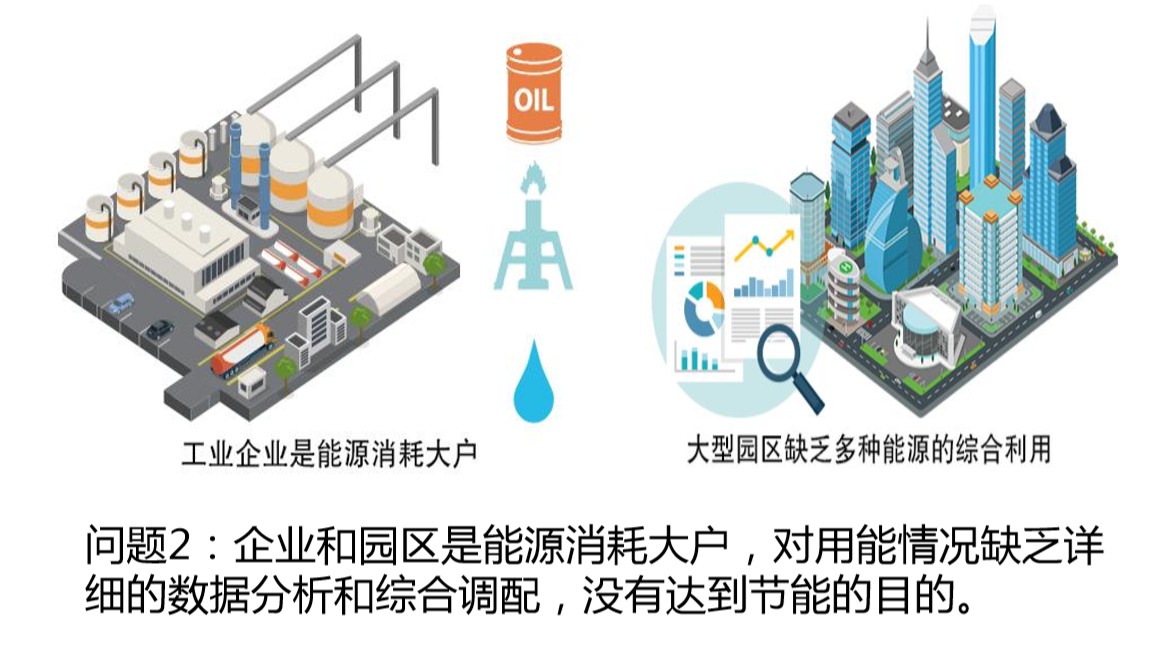 OIL
工业企业是能源消耗大户
大型园区缺乏多种能源的综合利用
问题2：企业和园区是能源消耗大户，对用能情况缺乏详
细的数据分析和综合调配，没有达到节能的目的。